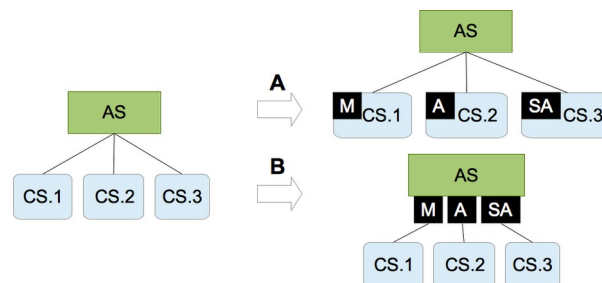 AS
CS.1 CS.2 CS.3
A
AS
M CS.1 A CS.2 SA CS.3
B
AS
M A SA
CS.1 CS.2 CS.3